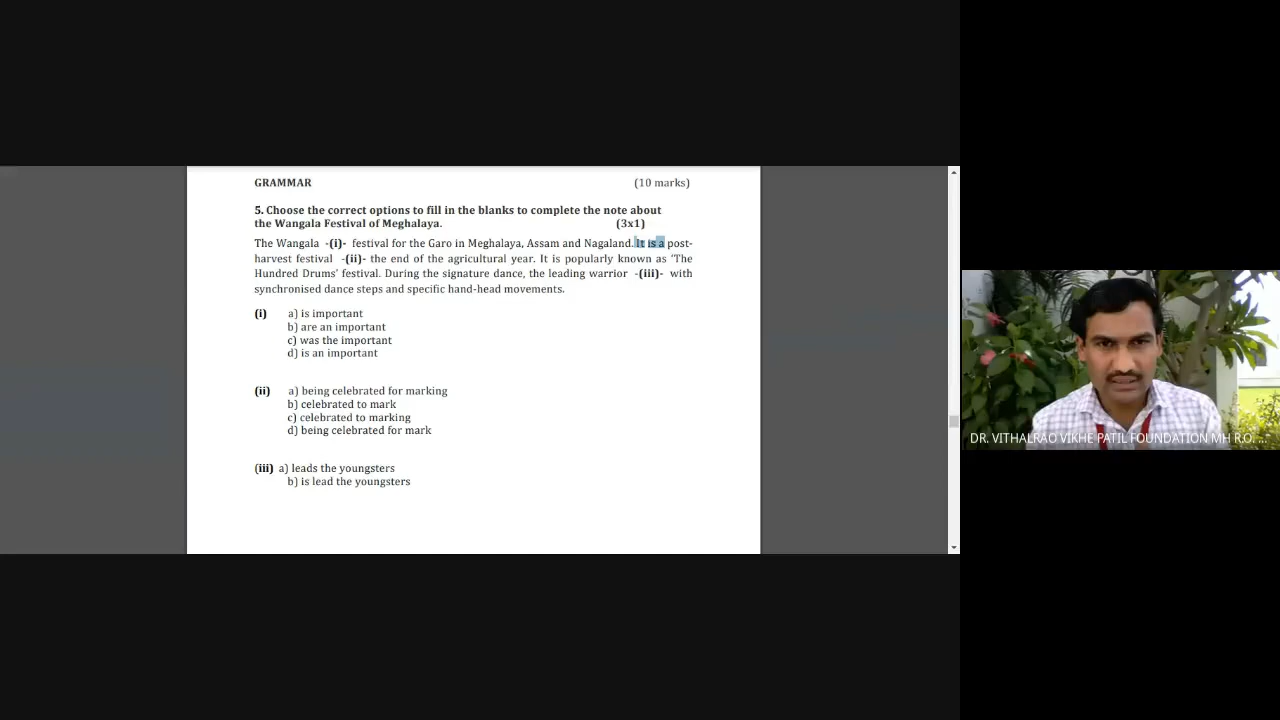 GRAMMAR (10 marks)
5. Choose the correct options to fill in the blanks to complete the note about
the Wangala Festival of Meghalaya. (3x1)
The Wangala -(i)- festival for the Garo in Meghalaya, Assam and Nagaland. It is a post-
harvest festival -(ii)- the end of the agricultural year. It is popularly known as ‘The
Hundred Drums’ festival. During the signature dance, the leading warrior -(iii)- with
synchronised dance steps and specific hand-head movements.
(i) a) is important
b) are an important
c) was the important
d) is an important
(ii) a) being celebrated for marking
b) celebrated to mark
c) celebrated to marking
d) being celebrated for mark
(iii) a) leads the youngsters
b) is lead the youngsters
DR. VITHALRAO VIKHE PATIL FOUNDATION MH R.O. ...